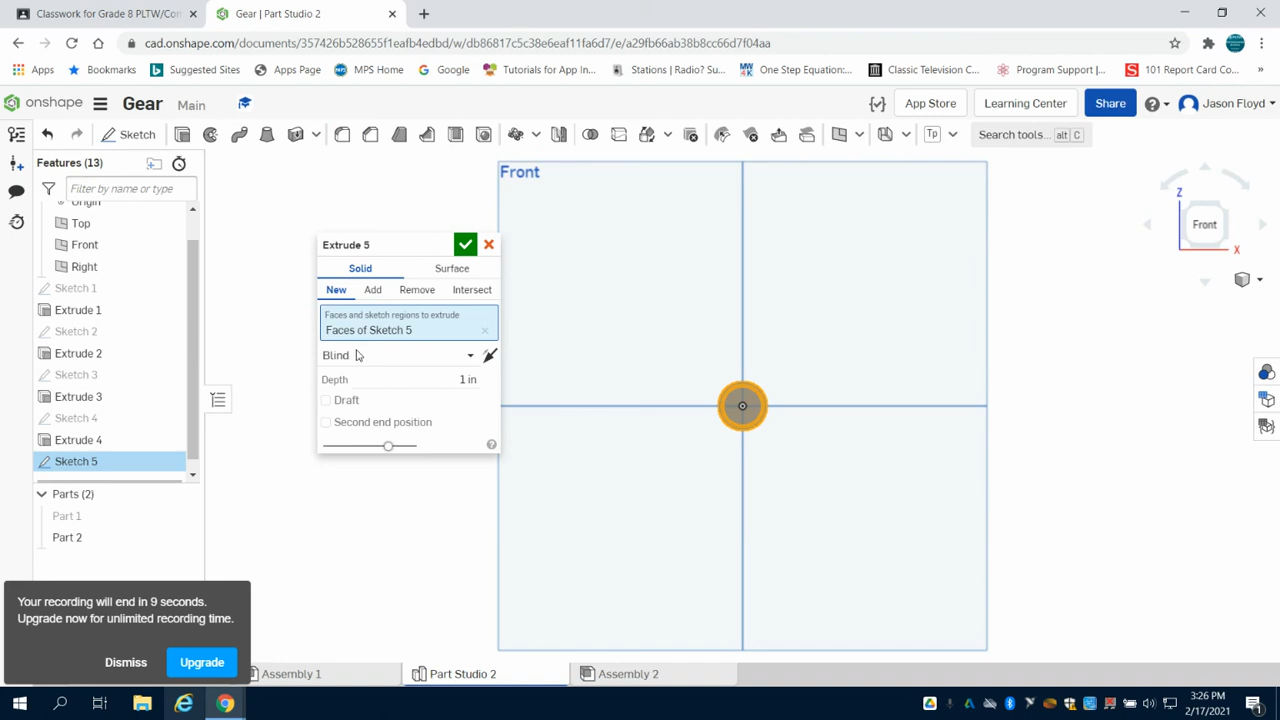 Classwork for Grade 8 PLTW/Con
Gear | Part Studio 2
cad.onshape.com/documents/357426b528655f1eafb4edbd/w/db86817c5c38e6eaf11fa6d7/e/a29fb66ab38b8cc66d7f04aa
Apps
Bookmarks
Suggested Sites
Apps Page
MPS Home
Google
Tutorials for App In...
Stations | Radio? Su...
One Step Equation:...
Classic Television C...
Program Support |...
101 Report Card Co...
onshape
Gear
Main
App Store
Learning Center
Share
Jason Floyd
Sketch
Tp
Search tools...
alt
C
Features (13)
Filter by name or type
Origin
Top
Front
Right
Sketch 1
Extrude 1
Sketch 2
Extrude 2
Sketch 3
Extrude 3
Sketch 4
Extrude 4
Sketch 5
Parts (2)
Part 1
Part 2
Extrude 5
Solid
Surface
New
Add
Remove
Intersect
Faces and sketch regions to extrude
Faces of Sketch 5
Blind
Depth
1 in
Draft
Second end position
Front
Z
Front
X
Your recording will end in 9 seconds.
Upgrade now for unlimited recording time.
Dismiss
Upgrade
Assembly 1
Part Studio 2
Assembly 2
3:26 PM
2/17/2021
1